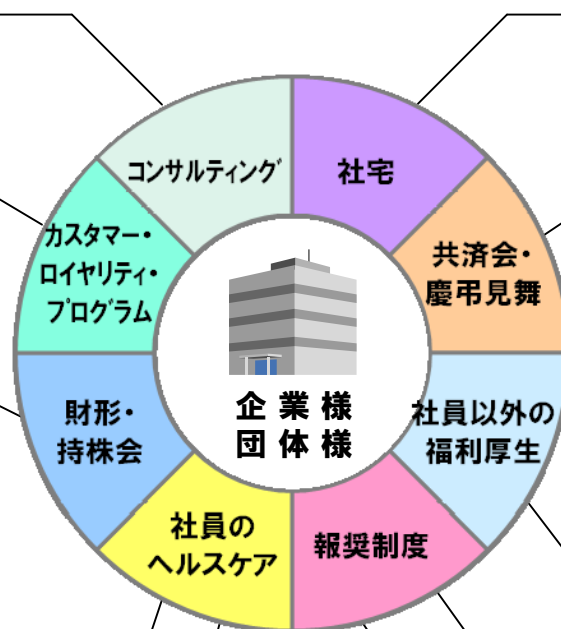 コンサルティング
社宅
カスタマー・
ロイヤリティ・
プログラム
共済会・
慶弔見舞
企業様
団体様
財形・
持株会
社員以外の
福利厚生
社員の
ヘルスケア
報奨制度